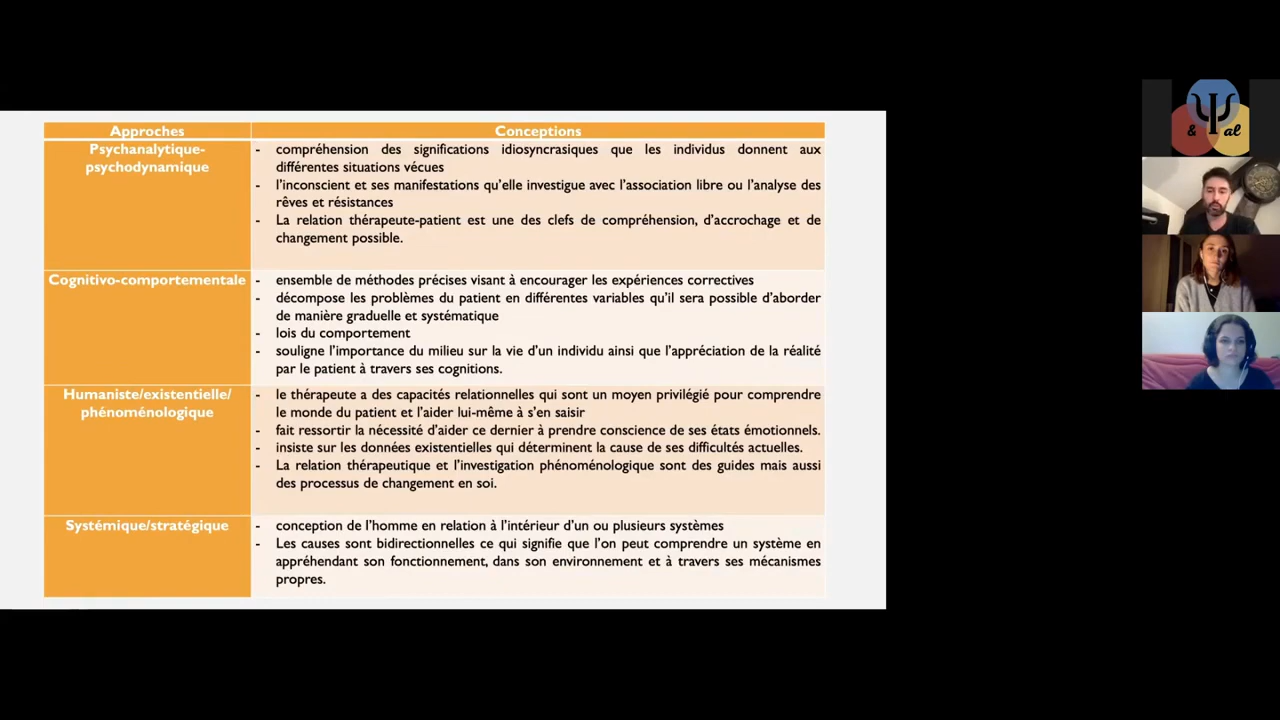 Approches
Conceptions
Psychanalytique-
psychodynamique
- compréhension des significations idiosyncrasiques que les individus donnent aux
différentes situations vécues
- l'inconscient et ses manifestations qu'elle investigue avec l'association libre ou l'analyse des
rêves et résistances
- La relation thérapeute-patient est une des clefs de compréhension, d'accrochage et de
changement possible.
Cognitivo-comportementale
- ensemble de méthodes précises visant à encourager les expériences correctives
- décompose les problèmes du patient en différentes variables qu'il sera possible d'aborder
de manière graduelle et systématique
- lois du comportement
- souligne l'importance du milieu sur la vie d'un individu ainsi que l'appréciation de la réalité
par le patient à travers ses cognitions.
Humaniste/existentielle/
phénoménologique
- le thérapeute a des capacités relationnelles qui sont un moyen privilégié pour comprendre
le monde du patient et l'aider lui-même à s'en saisir
- fait ressortir la nécessité d'aider ce dernier à prendre conscience de ses états émotionnels.
- insiste sur les données existentielles qui déterminent la cause de ses difficultés actuelles.
- La relation thérapeutique et l'investigation phénoménologique sont des guides mais aussi
des processus de changement en soi.
Systémique/stratégique
- conception de l'homme en relation à l'intérieur d'un ou plusieurs systèmes
- Les causes sont bidirectionnelles ce qui signifie que l'on peut comprendre un système en
appréhendant son fonctionnement, dans son environnement et à travers ses mécanismes
propres.
Ψ
& al